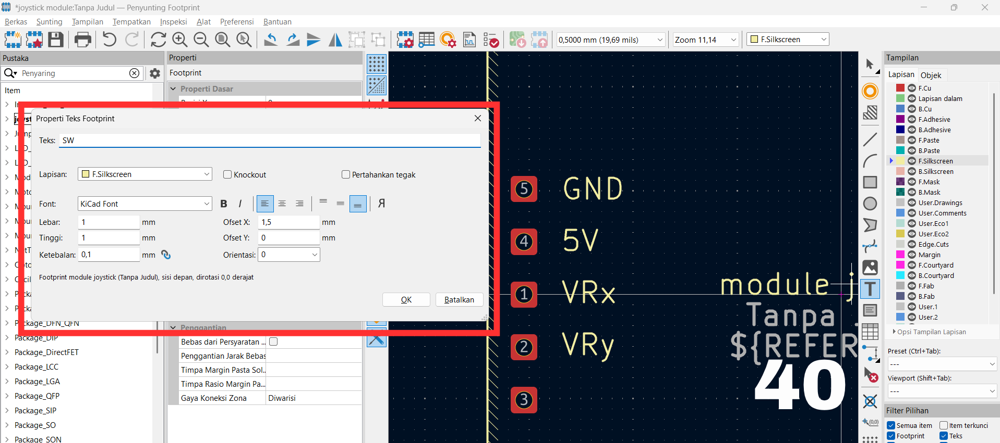 *joystick module:Tanpa Judul — Penyunting Footprint
Berkas Sunting Tampilan Tempatkan Inspeksi Alat Preferensi Bantuan
0,5000 mm (19,69 mils) Zoom 11,14 F.Silkscreen
Pustaka
Penyaring
Item
Package_DFN_QFN
Package_DIP
Package_DirectFET
Package_LCC
Package_LGA
Package_QFP
Package_SIP
Package_SO
Package_SON
Properti
Footprint
Properti Dasar
Properti Teks Footprint
Teks: SW
Lapisan: F.Silkscreen Knockout Pertahankan tegak
Font: KiCad Font B I R
Lebar: 1 mm Ofset X: 1,5 mm
Tinggi: 1 mm Ofset Y: 0 mm
Ketebalan: 0,1 mm Orientasi: 0
Footprint module joystick (Tanpa Judul), sisi depan, dirotasi 0,0 derajat
OK Batalkan
Penggantian
Bebas dari Persyaratan ...
Penggantian Jarak Bebas
Timpa Margin Pasta Sol..
Timpa Rasio Margin Pa...
Gaya Koneksi Zona Diwarisi
5 GND
4 5V
1 VRx
2 VRy
3
module j
Tanpa
${REFER
40
T
(0,0)
Tampilan
Lapisan Objek
F.Cu
Lapisan dalam
B.Cu
F.Adhesive
B.Adhesive
F.Paste
B.Paste
F.Silkscreen
B.Silkscreen
F.Mask
B.Mask
User.Drawings
User.Comments
User.Eco1
User.Eco2
Edge.Cuts
Margin
F.Courtyard
B.Courtyard
F.Fab
B.Fab
User.1
User.2
Opsi Tampilan Lapisan
Preset (Ctrl+Tab):
---
Viewport (Shift+Tab):
---
Filter Pilihan
Semua item Item terkunci
Footprint Teks